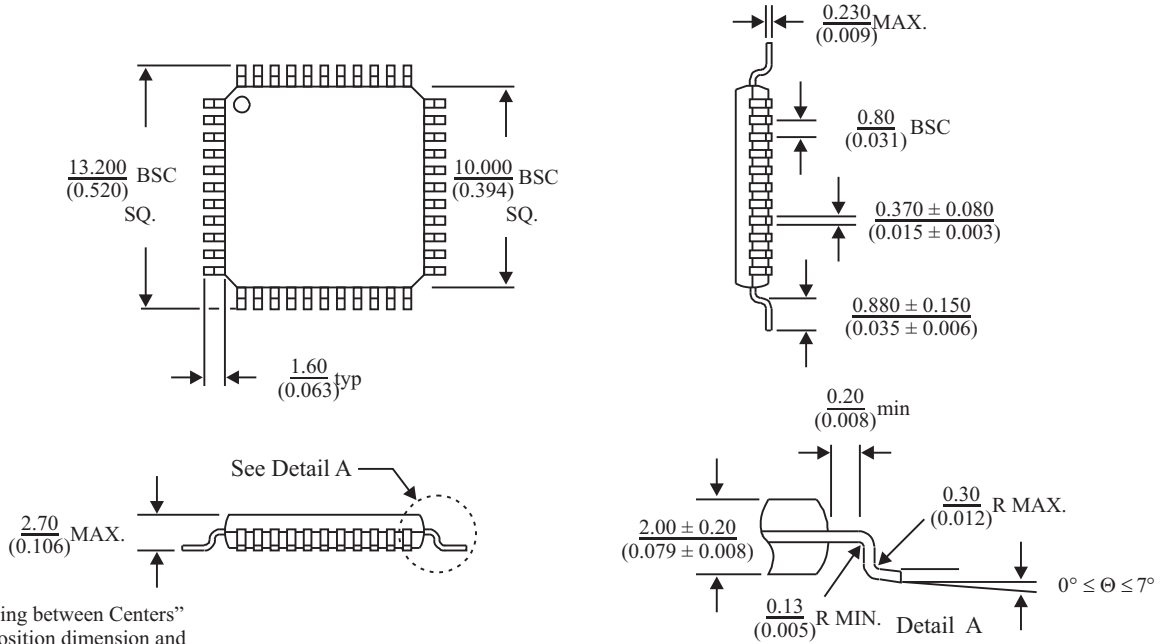 0.230
(0.009) MAX.
13.200
(0.520) BSC
SQ.
10.000
(0.394) BSC
SQ.
0.80
(0.031) BSC
0.370 ± 0.080
(0.015 ± 0.003)
0.880 ± 0.150
(0.035 ± 0.006)
1.60
(0.063) typ
0.20
(0.008) min
See Detail A
2.70
(0.106) MAX.
0.30
(0.012) R MAX.
2.00 ± 0.20
(0.079 ± 0.008)
0° ≤ Θ ≤ 7°
0.13
(0.005) R MIN.
Detail A
ing between Centers”
osition dimension and